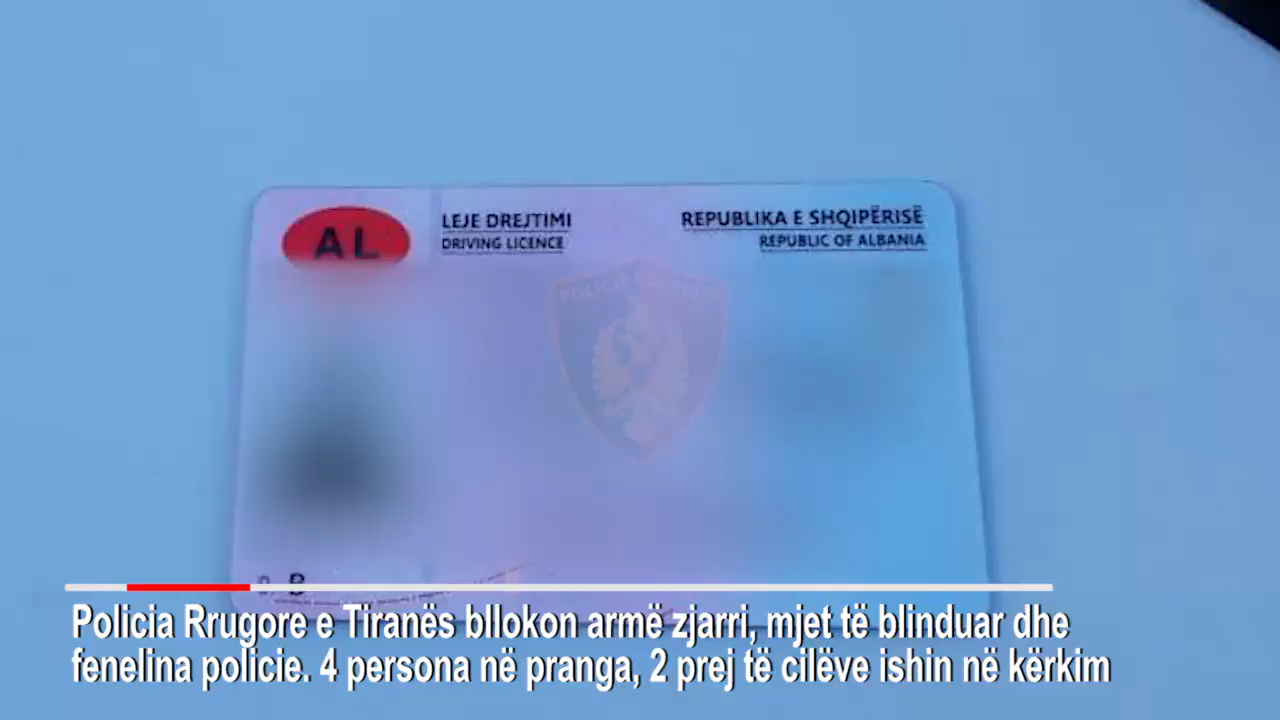 AL
LEJE DREJTIMI
DRIVING LICENCE
REPUBLIKA E SHQIPËRISË
REPUBLIC OF ALBANIA
9. B
Policia Rrugore e Tiranës bllokon armë zjarri, mjet të blinduar dhe
fenelina policie. 4 persona në pranga, 2 prej të cilëve ishin në kërkim